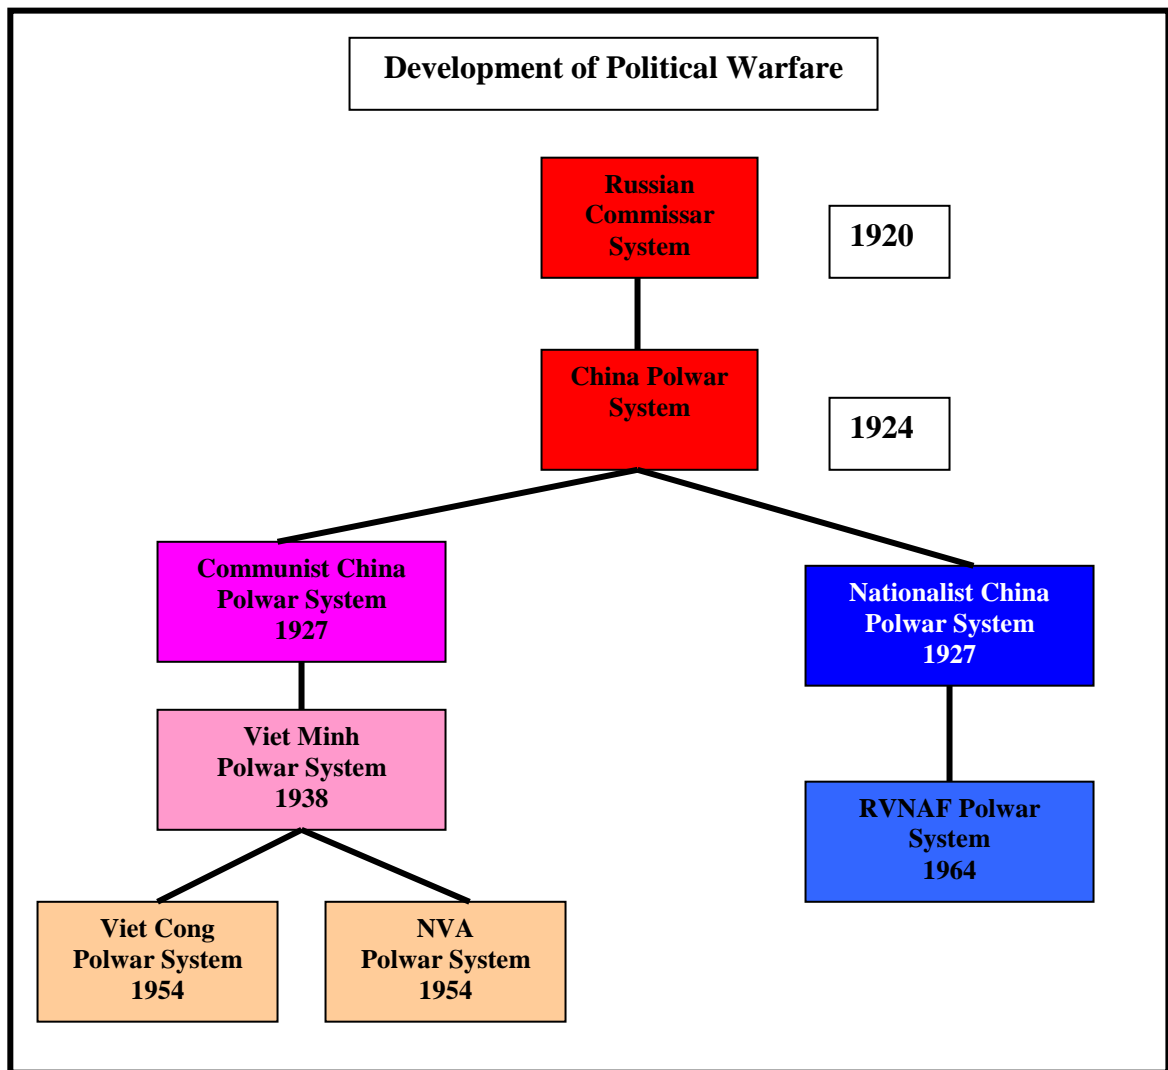 Development of Political Warfare
Russian
Commissar
System
1920
China Polwar
System
1924
Communist China
Polwar System
1927
Nationalist China
Polwar System
1927
Viet Minh
Polwar System
1938
RVNAF Polwar
System
1964
Viet Cong
Polwar System
1954
NVA
Polwar System
1954